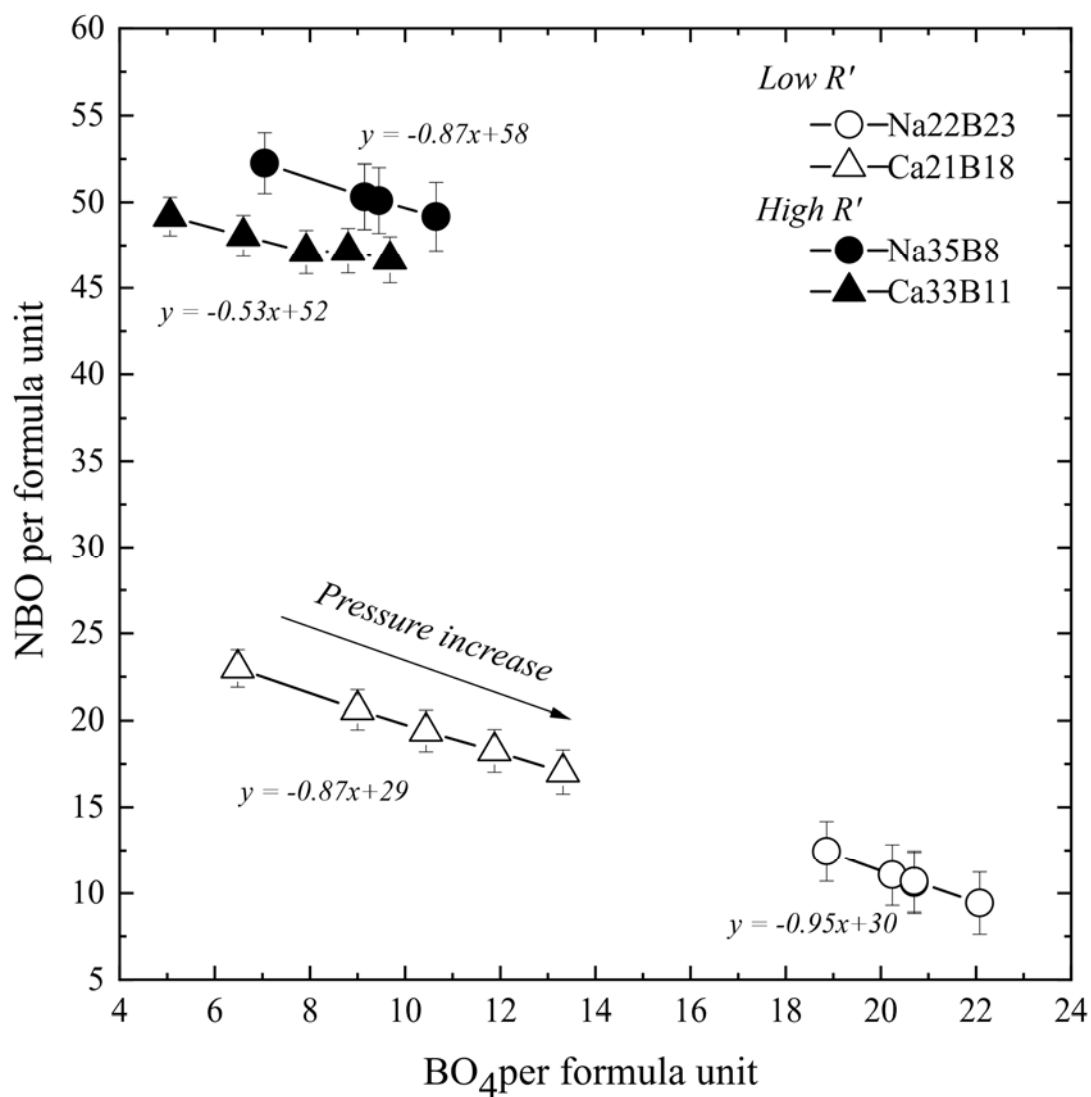 60
55
50
45
40
35
30
25
20
15
10
5
NBO per formula unit
Low R'
Na22B23
Ca21B18
High R'
Na35B8
Ca33B11
y = -0.87x+58
y = -0.53x+52
Pressure increase
y = -0.87x+29
y = -0.95x+30
4 6 8 10 12 14 16 18 20 22 24
BO4per formula unit